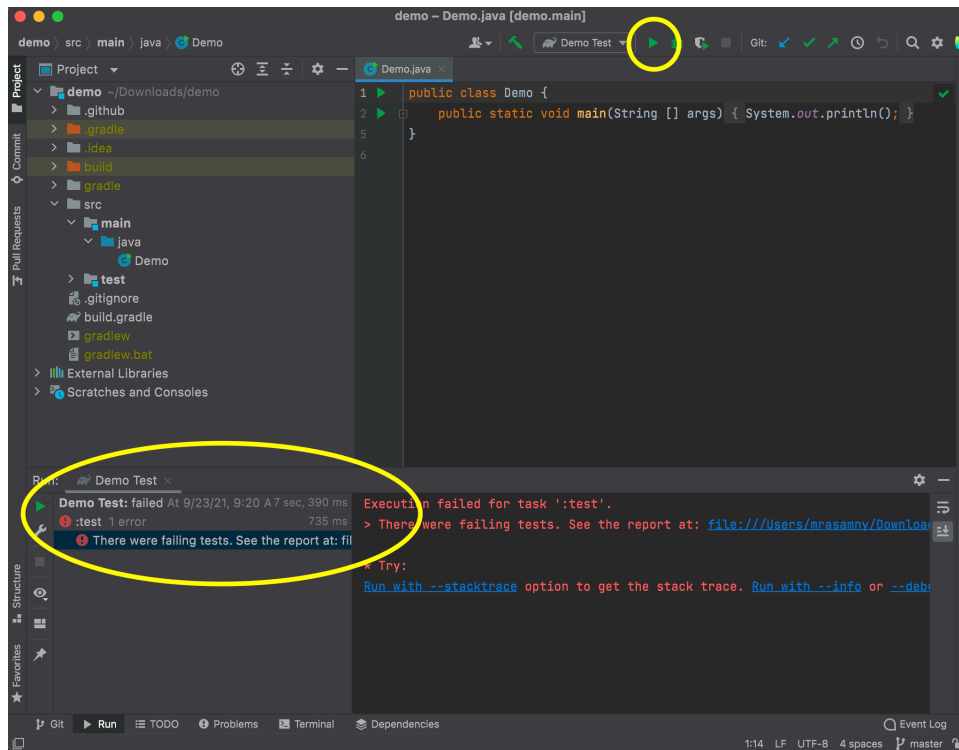 demo – Demo.java [demo.main]
demo src main java Demo
Demo Test
Git:
Project
Demo.java
Project
Commit
Pull Requests
Structure
Favorites
demo ~/Downloads/demo
.github
.gradle
.idea
build
gradle
src
main
java
Demo
test
.gitignore
build.gradle
gradlew
gradlew.bat
External Libraries
Scratches and Consoles
1 public class Demo {
2 public static void main(String [] args) { System.out.println(); }
5 }
6
Run: Demo Test
Demo Test: failed At 9/23/21, 9:20 A 7 sec, 390 ms
:test 1 error 735 ms
There were failing tests. See the report at: fil
Execution failed for task ':test'.
> There were failing tests. See the report at: file:///Users/mrasamny/Downloa
* Try:
Run with --stacktrace option to get the stack trace. Run with --info or --deb
Git Run TODO Problems Terminal Dependencies Event Log
1:14 LF UTF-8 4 spaces master